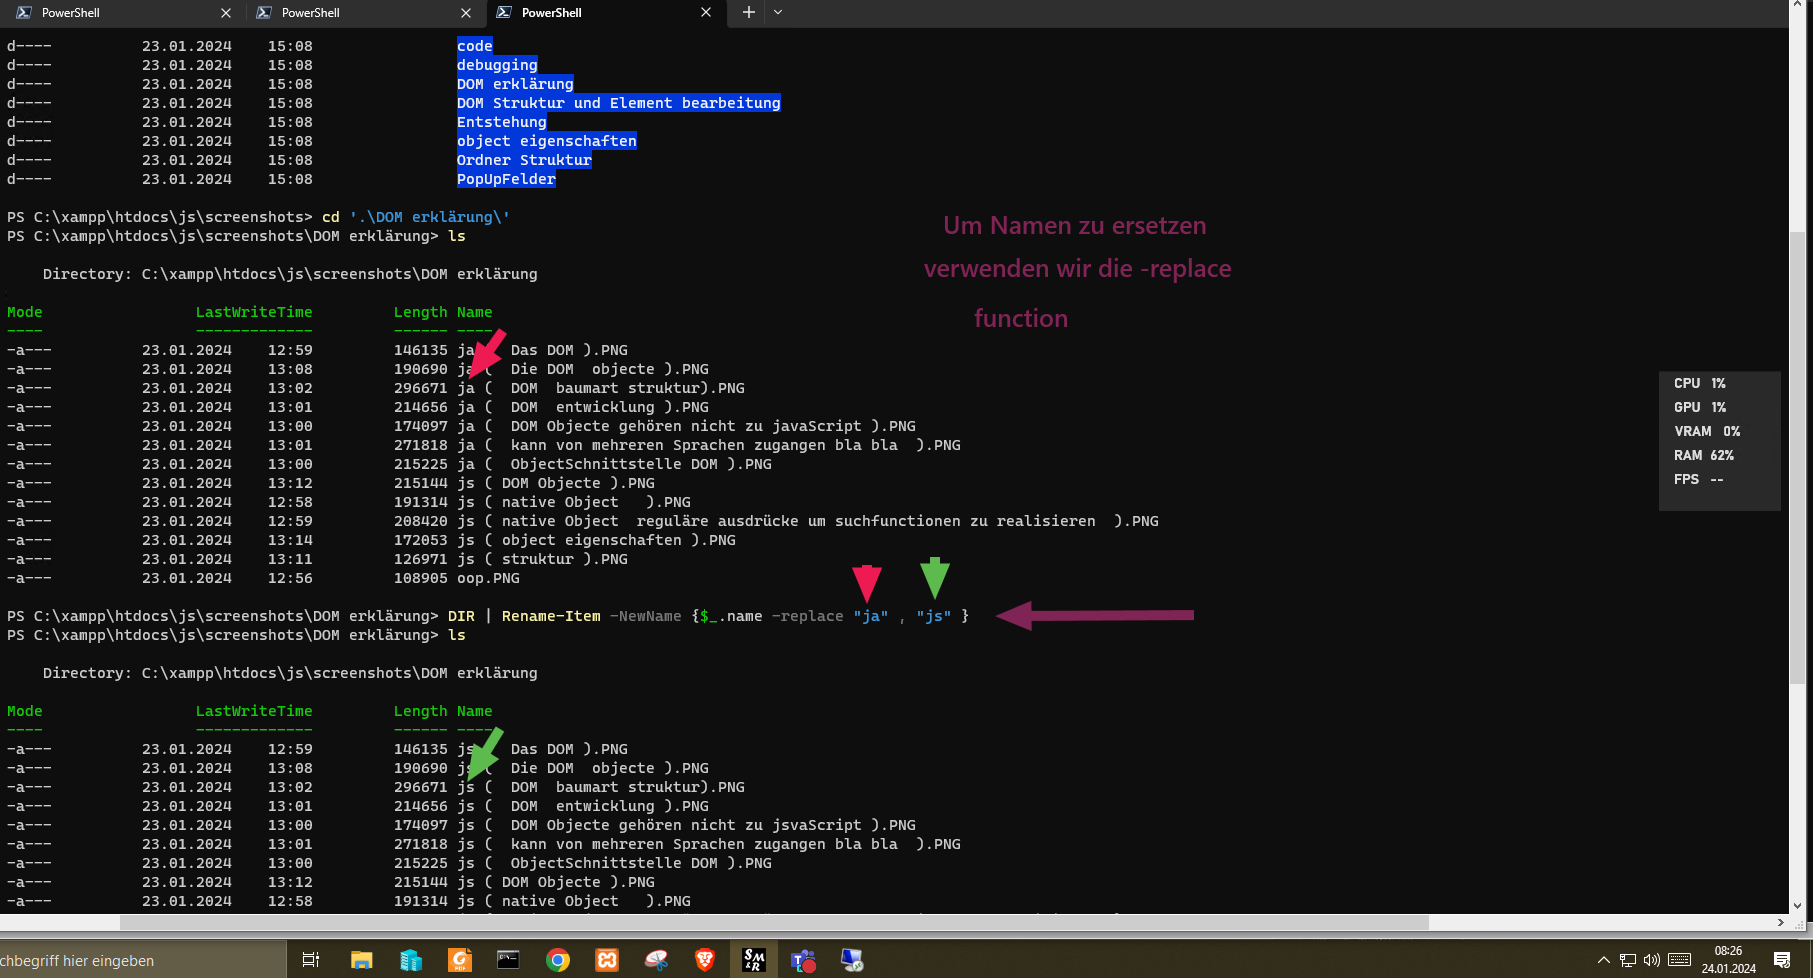 PowerShell
PowerShell
PowerShell
d---- 23.01.2024 15:08 code
d---- 23.01.2024 15:08 debugging
d---- 23.01.2024 15:08 DOM erklärung
d---- 23.01.2024 15:08 DOM Struktur und Element bearbeitung
d---- 23.01.2024 15:08 Entstehung
d---- 23.01.2024 15:08 object eigenschaften
d---- 23.01.2024 15:08 Ordner Struktur
d---- 23.01.2024 15:08 PopUpFelder
PS C:\xampp\htdocs\js\screenshots> cd '.\DOM erklärung\'
PS C:\xampp\htdocs\js\screenshots\DOM erklärung> ls
Um Namen zu ersetzen
verwenden wir die -replace
function
Directory: C:\xampp\htdocs\js\screenshots\DOM erklärung
Mode LastWriteTime Length Name
---- ------------- ------ ----
-a--- 23.01.2024 12:59 146135 ja Das DOM ).PNG
-a--- 23.01.2024 13:08 190690 ja ( Die DOM objecte ).PNG
-a--- 23.01.2024 13:02 296671 ja ( DOM baumart struktur).PNG
-a--- 23.01.2024 13:01 214656 ja ( DOM entwicklung ).PNG
-a--- 23.01.2024 13:00 174097 ja ( DOM Objecte gehören nicht zu javaScript ).PNG
-a--- 23.01.2024 13:01 271818 ja ( kann von mehreren Sprachen zugangen bla bla ).PNG
-a--- 23.01.2024 13:00 215225 ja ( ObjectSchnittstelle DOM ).PNG
-a--- 23.01.2024 13:12 215144 js ( DOM Objecte ).PNG
-a--- 23.01.2024 12:58 191314 js ( native Object ).PNG
-a--- 23.01.2024 12:59 208420 js ( native Object reguläre ausdrücke um suchfunctionen zu realisieren ).PNG
-a--- 23.01.2024 13:14 172053 js ( object eigenschaften ).PNG
-a--- 23.01.2024 13:11 126971 js ( struktur ).PNG
-a--- 23.01.2024 12:56 108905 oop.PNG
CPU 1%
GPU 1%
VRAM 0%
RAM 62%
FPS --
PS C:\xampp\htdocs\js\screenshots\DOM erklärung> DIR | Rename-Item -NewName {$_.name -replace "ja" , "js" }
PS C:\xampp\htdocs\js\screenshots\DOM erklärung> ls
Directory: C:\xampp\htdocs\js\screenshots\DOM erklärung
Mode LastWriteTime Length Name
---- ------------- ------ ----
-a--- 23.01.2024 12:59 146135 js Das DOM ).PNG
-a--- 23.01.2024 13:08 190690 js ( Die DOM objecte ).PNG
-a--- 23.01.2024 13:02 296671 js ( DOM baumart struktur).PNG
-a--- 23.01.2024 13:01 214656 js ( DOM entwicklung ).PNG
-a--- 23.01.2024 13:00 174097 js ( DOM Objecte gehören nicht zu jsvaScript ).PNG
-a--- 23.01.2024 13:01 271818 js ( kann von mehreren Sprachen zugangen bla bla ).PNG
-a--- 23.01.2024 13:00 215225 js ( ObjectSchnittstelle DOM ).PNG
-a--- 23.01.2024 13:12 215144 js ( DOM Objecte ).PNG
-a--- 23.01.2024 12:58 191314 js ( native Object ).PNG
chbegriff hier eingeben
PDF
SM
&R
08:26
24.01.2024